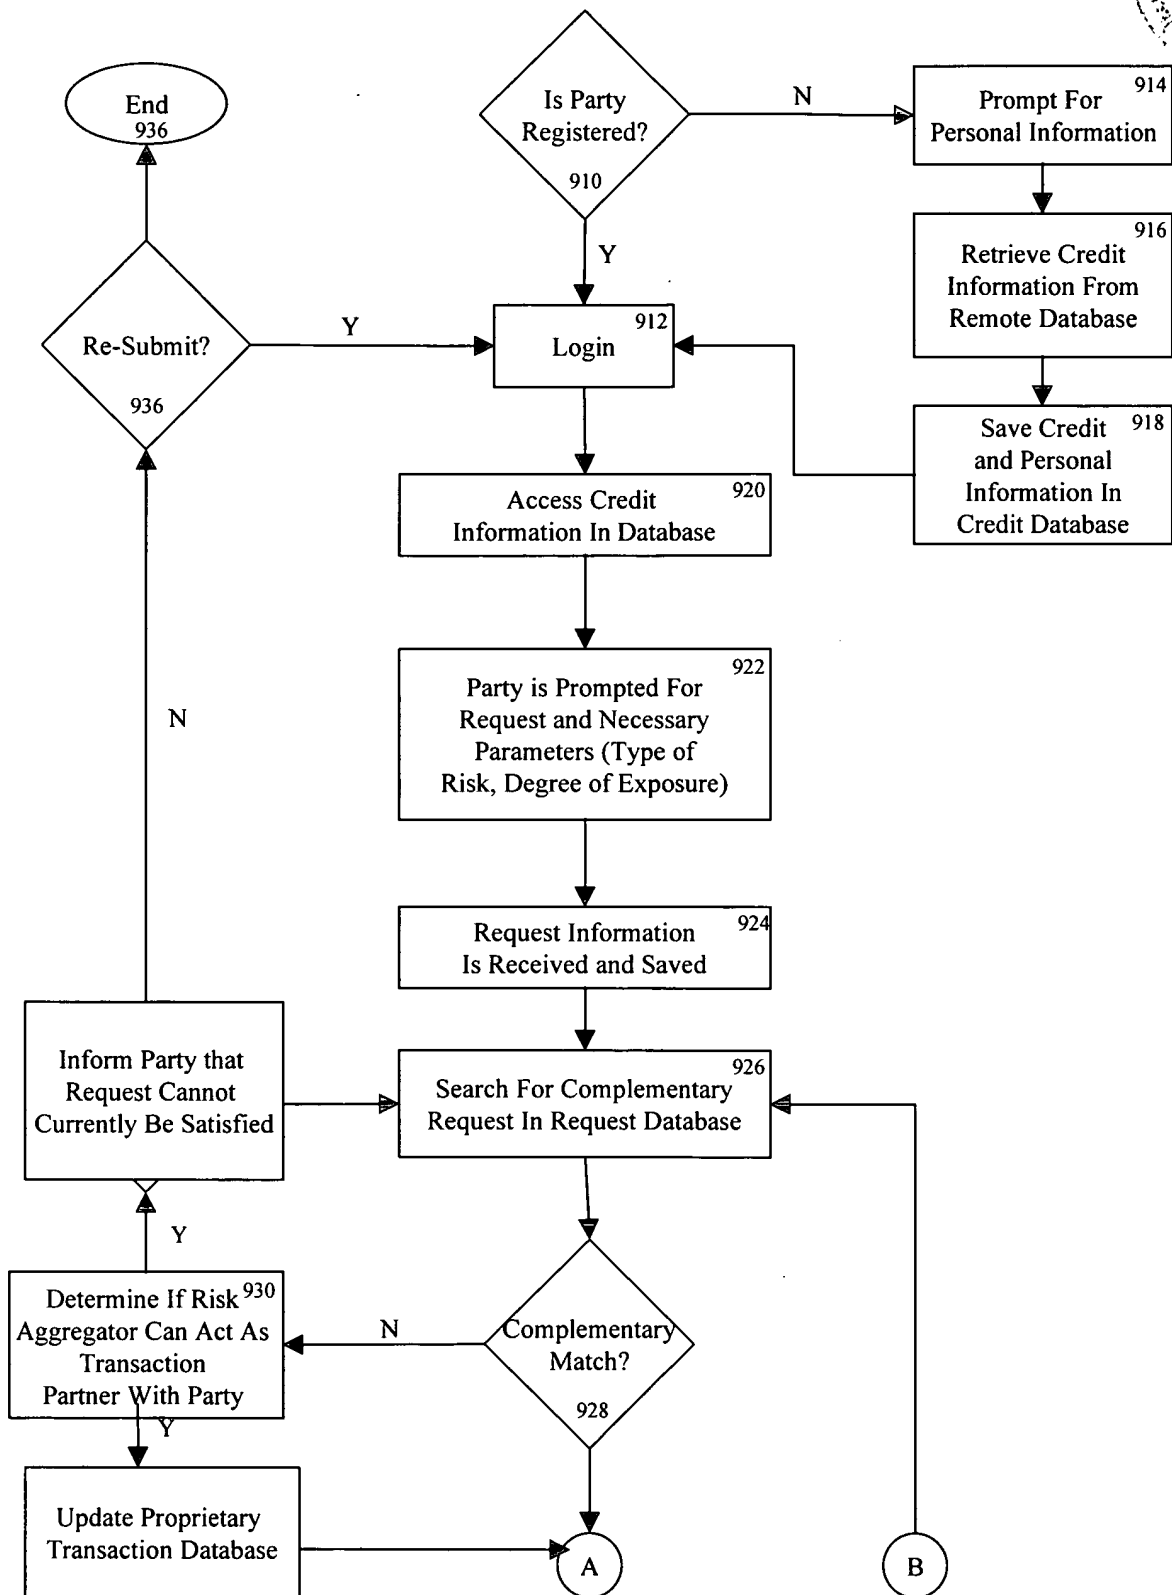 End
936
Is Party
Registered?
910
N
914
Prompt For
Personal Information
Y
916
Retrieve Credit
Information From
Remote Database
Re-Submit?
936
Y
912
Login
918
Save Credit
and Personal
Information In
Credit Database
920
Access Credit
Information In Database
922
Party is Prompted For
Request and Necessary
Parameters (Type of
Risk, Degree of Exposure)
N
924
Request Information
Is Received and Saved
Inform Party that
Request Cannot
Currently Be Satisfied
926
Search For Complementary
Request In Request Database
Y
930
Determine If Risk
Aggregator Can Act As
Transaction
Partner With Party
N
Complementary
Match?
928
Y
Update Proprietary
Transaction Database
A
B